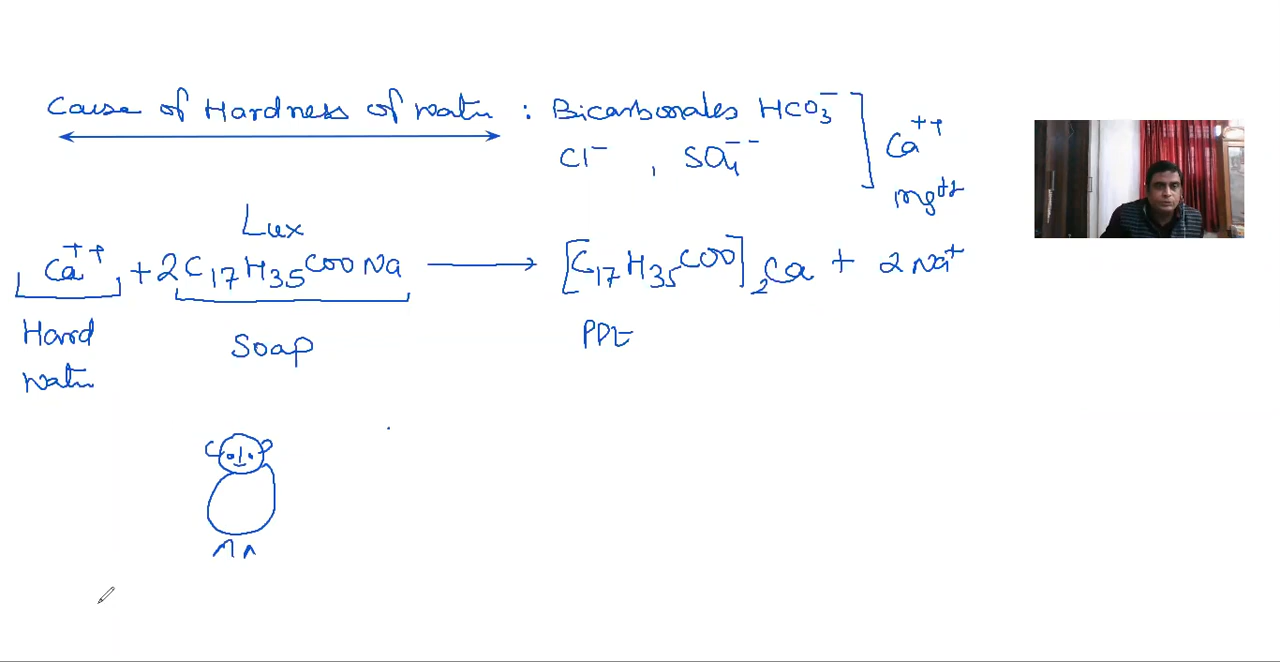 Cause of Hardness of Water : Bicarbonates HCO₃⁻
Cl⁻ , SO₄⁻⁻
Ca⁺⁺
Mg⁺²
Lux
Ca⁺⁺ + 2C₁₇H₃₅COONa ⟶ [C₁₇H₃₅COO]₂Ca + 2Na⁺
Hard Water
Soap
PPt